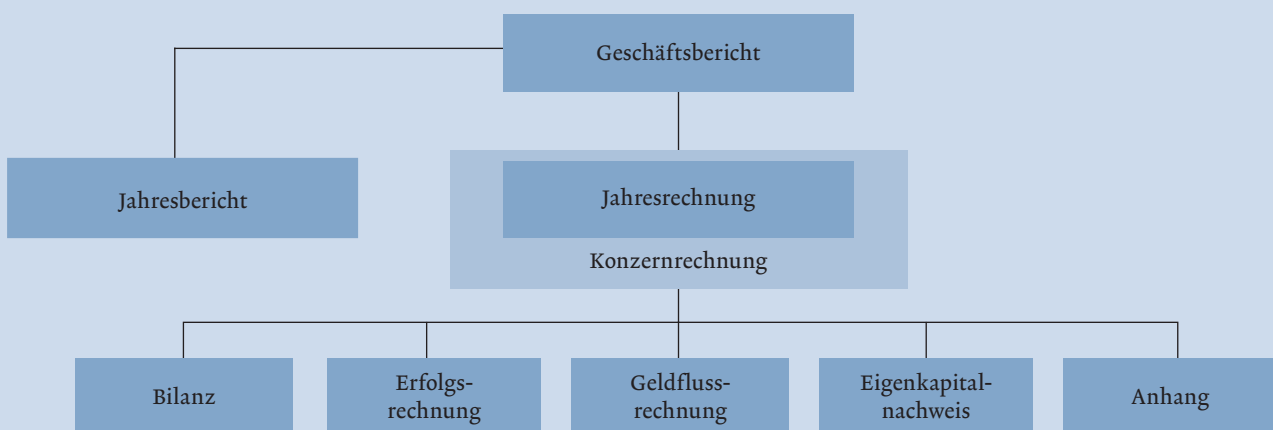 Geschäftsbericht
Jahresbericht
Jahresrechnung
Konzernrechnung
Bilanz
Erfolgs-
rechnung
Geldfluss-
rechnung
Eigenkapital-
nachweis
Anhang